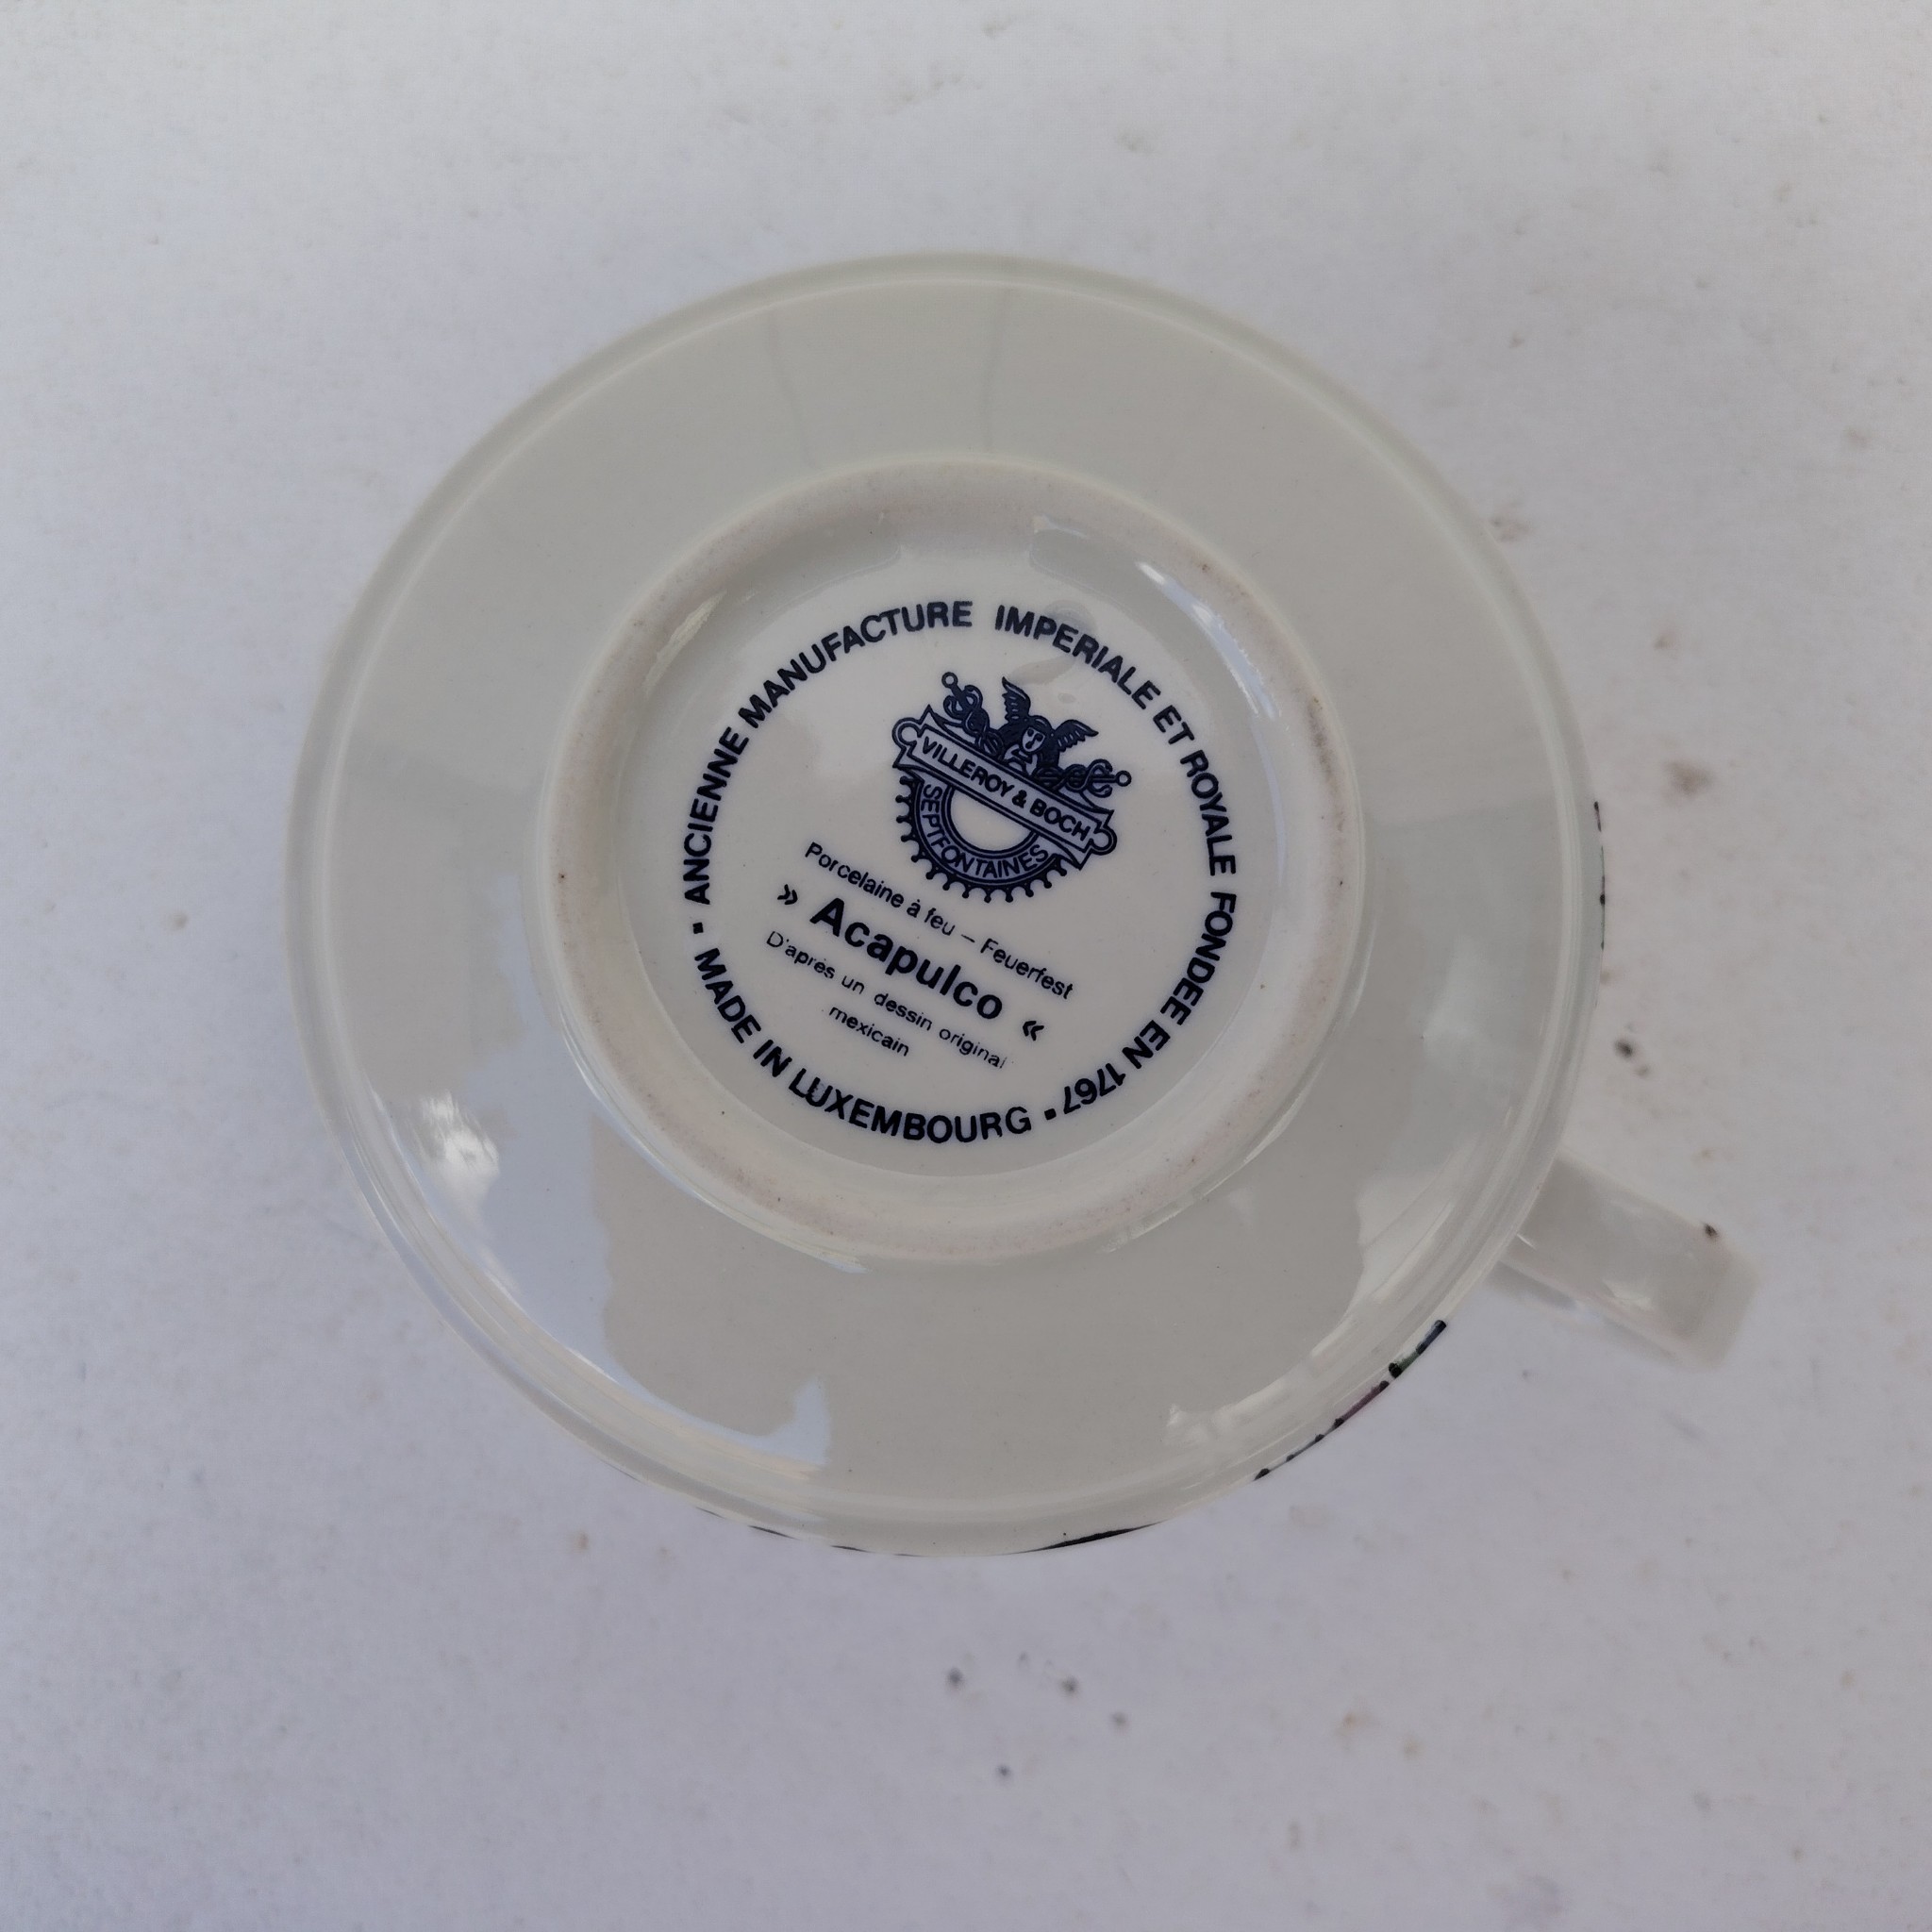 ANCIENNE MANUFACTURE IMPERIALE ET ROYALE FONDEE EN 1767
VILLEROY & BOCH
SEPTFONTAINES
Porcelaine à feu – Feuerfest
» Acapulco «
D'après un dessin original
mexicain
MADE IN LUXEMBOURG